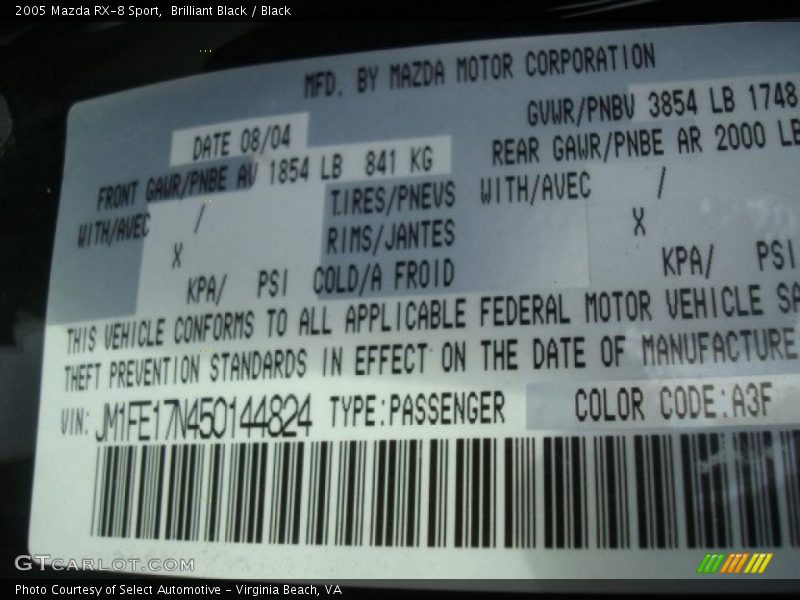 2005 Mazda RX-8 Sport,  Brilliant Black / Black
MFD. BY MAZDA MOTOR CORPORATION
DATE 08/04
GVWR/PNBV 3854 LB 1748
FRONT GAWR/PNBE AV 1854 LB 841 KG
REAR GAWR/PNBE AR 2000 LB
WITH/AVEC / TIRES/PNEUS WITH/AVEC /
X RIMS/JANTES X
KPA/ PSI COLD/A FROID KPA/ PSI
THIS VEHICLE CONFORMS TO ALL APPLICABLE FEDERAL MOTOR VEHICLE SA
THEFT PREVENTION STANDARDS IN EFFECT ON THE DATE OF MANUFACTURE
VIN: JM1FE17N450144824 TYPE:PASSENGER COLOR CODE:A3F
GTCARLOT.COM
Photo Courtesy of Select Automotive - Virginia Beach, VA